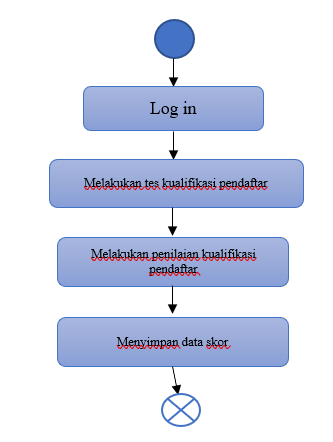 Log in
Melakukan tes kualifikasi pendaftar
Melakukan penilaian kualifikasi
pendaftar
Menyimpan data skor